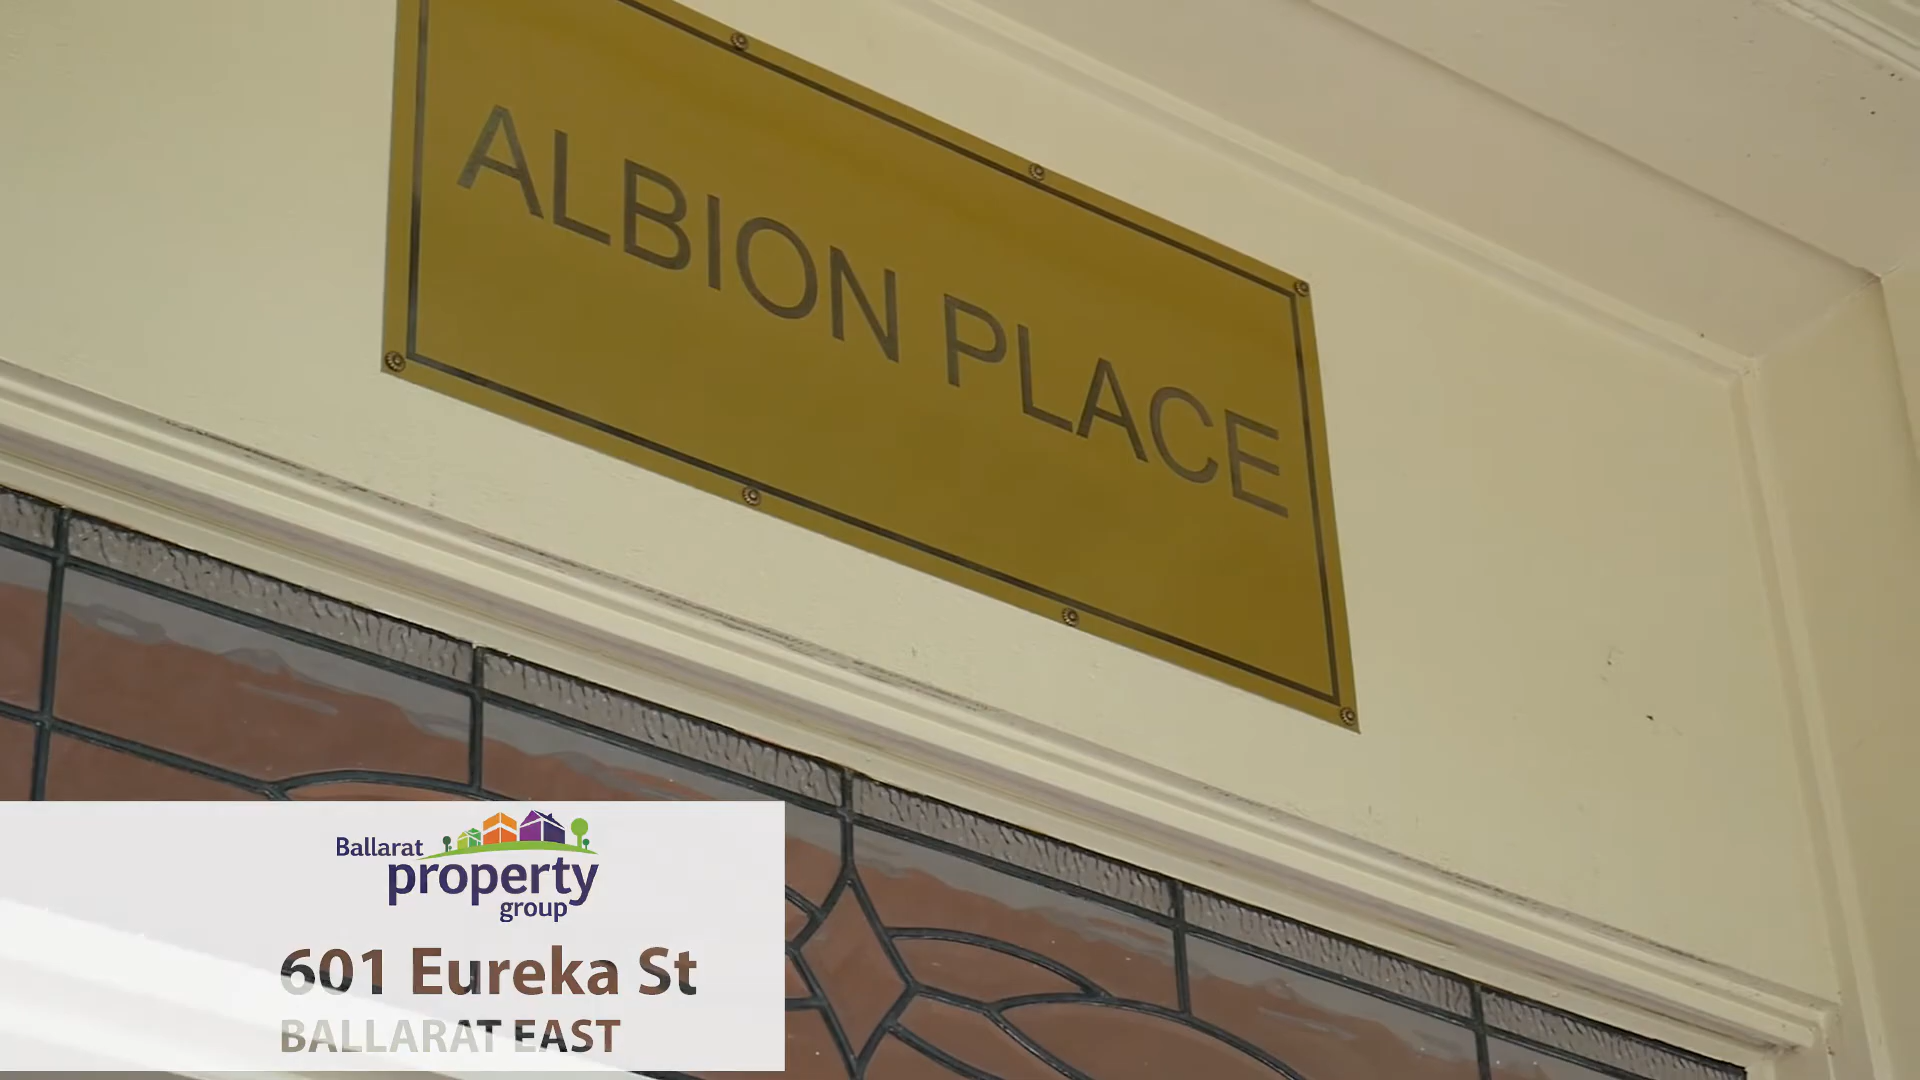 ALBION PLACE
Ballarat
property
group
601 Eureka St
BALLARAT EAST